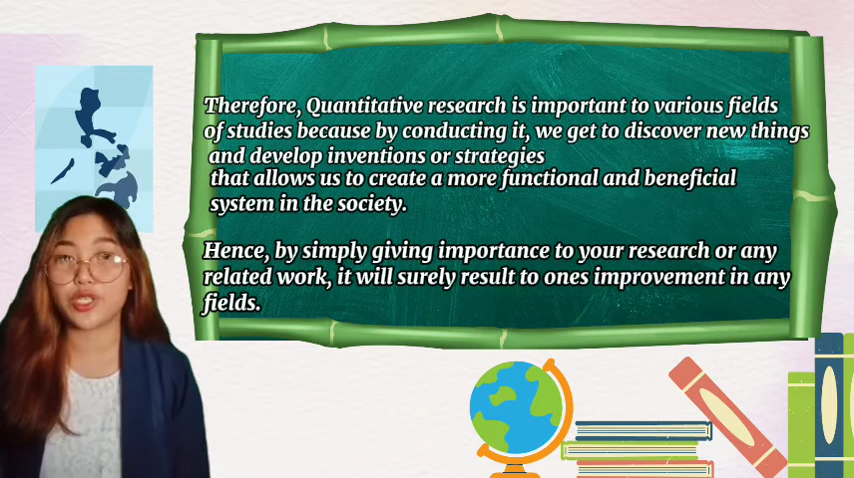 Therefore, Quantitative research is important to various fields
of studies because by conducting it, we get to discover new things
and develop inventions or strategies
that allows us to create a more functional and beneficial
system in the society.
Hence, by simply giving importance to your research or any
related work, it will surely result to ones improvement in any
fields.